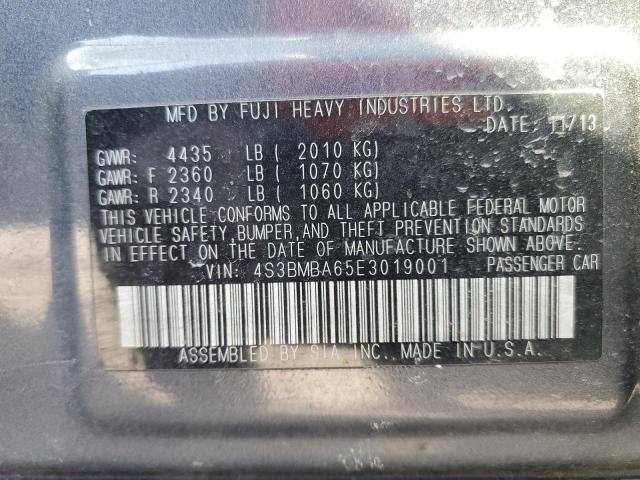 MFD BY FUJI HEAVY INDUSTRIES LTD.
DATE: 11/13
GVWR: 4435 LB ( 2010 KG)
GAWR: F 2360 LB ( 1070 KG)
GAWR: R 2340 LB ( 1060 KG)
THIS VEHICLE CONFORMS TO ALL APPLICABLE FEDERAL MOTOR
VEHICLE SAFETY, BUMPER, AND THEFT PREVENTION STANDARDS
IN EFFECT ON THE DATE OF MANUFACTURE SHOWN ABOVE.
VIN: 4S3BMBA65E3019001 PASSENGER CAR
ASSEMBLED BY SIA INC., MADE IN U.S.A.